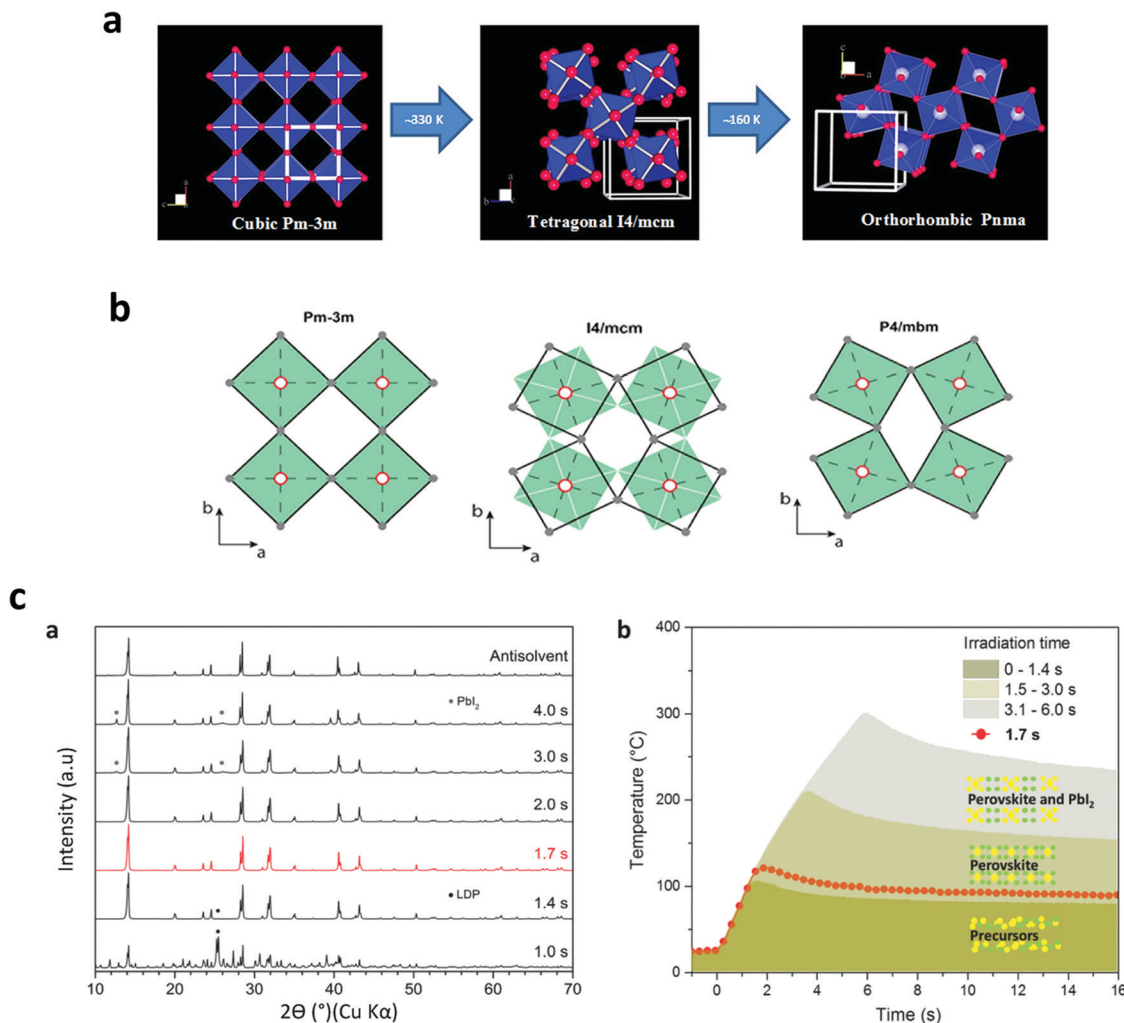 a
~330 K
~160 K
c
a
b
a
c
a
Cubic Pm-3m
Tetragonal I4/mcm
Orthorhombic Pnma
b
Pm-3m
I4/mcm
P4/mbm
b
a
b
a
b
a
c
a
Antisolvent
* PbI₂
4.0 s
3.0 s
2.0 s
1.7 s
• LDP
1.4 s
1.0 s
Intensity (a.u)
10 20 30 40 50 60 70
2Θ (°)(Cu Kα)
b
400
300
200
100
0
Temperature (°C)
Irradiation time
0 - 1.4 s
1.5 - 3.0 s
3.1 - 6.0 s
1.7 s
Perovskite and PbI₂
Perovskite
Precursors
0 2 4 6 8 10 12 14 16
Time (s)